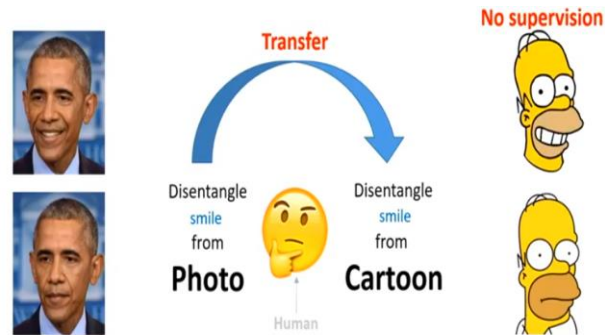 No supervision
Transfer
Disentangle
smile
from
Photo
Disentangle
smile
from
Cartoon
Human